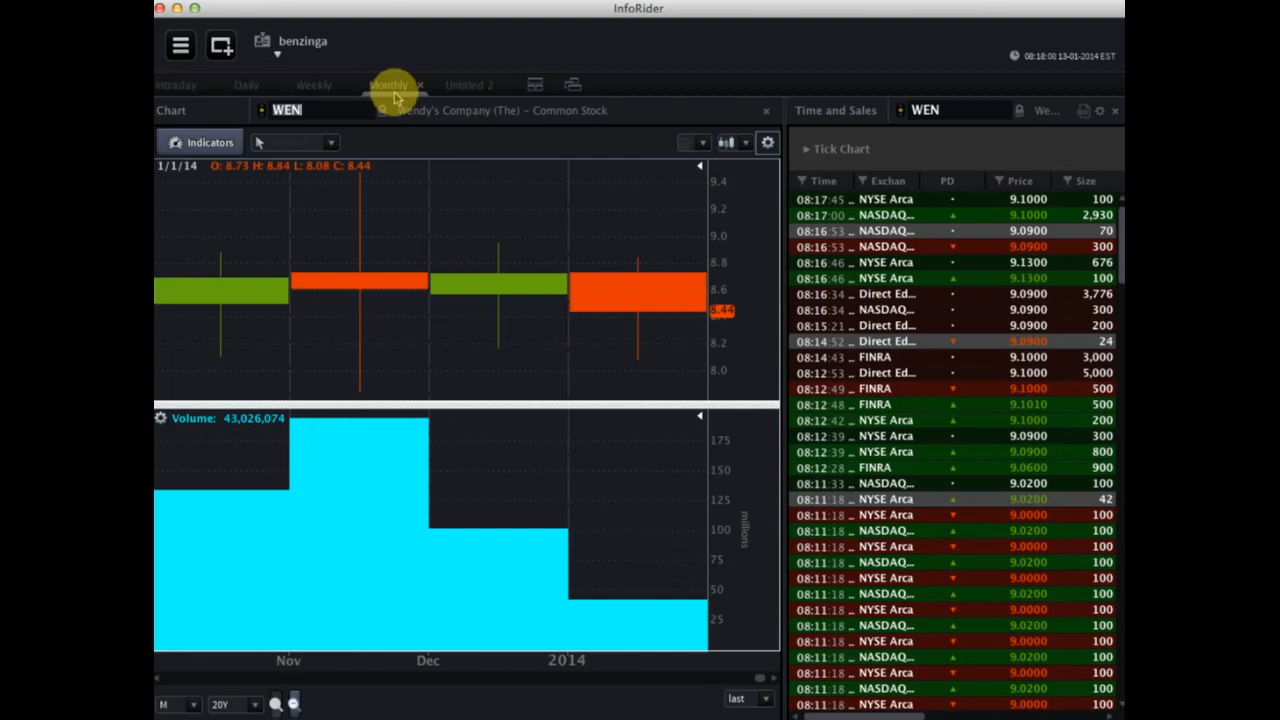 InfoRider
benzinga
08:18:08 13-01-2014 EST
Intraday Daily Weekly Monthly × Untitled 2
Chart WEN Wendy's Company (The) – Common Stock ×
Time and Sales WEN We... ×
Indicators
Tick Chart
1/1/14 O: 8.73 H: 8.84 L: 8.08 C: 8.44
9.4
9.2
9.0
8.8
8.6
8.44
8.2
8.0
Volume: 43,026,074
175
150
125
100
75
50
25
millions
Nov Dec 2014
M 20Y last
Time Exchan PD Price Size
08:17:45 .. NYSE Arca 9.1000 100
08:17:00 .. NASDAQ... 9.1000 2,930
08:16:53 .. NASDAQ... 9.0900 70
08:16:53 .. NASDAQ... 9.0900 300
08:16:46 .. NYSE Arca 9.1300 676
08:16:46 .. NYSE Arca 9.1300 100
08:16:34 .. Direct Ed... 9.0900 3,776
08:16:34 .. NASDAQ... 9.0900 300
08:15:21 .. Direct Ed... 9.0900 200
08:14:52 .. Direct Ed... 9.0900 24
08:14:43 .. FINRA 9.1000 3,000
08:12:53 .. Direct Ed... 9.1000 5,000
08:12:49 .. FINRA 9.1000 500
08:12:48 .. FINRA 9.1010 500
08:12:42 .. NYSE Arca 9.1000 200
08:12:39 .. NYSE Arca 9.0900 300
08:12:39 .. NYSE Arca 9.0900 800
08:12:28 .. FINRA 9.0600 900
08:11:33 .. NASDAQ... 9.0200 100
08:11:18 .. NYSE Arca 9.0200 42
08:11:18 .. NYSE Arca 9.0000 100
08:11:18 .. NASDAQ... 9.0200 100
08:11:18 .. NYSE Arca 9.0000 100
08:11:18 .. NASDAQ... 9.0200 100
08:11:18 .. NYSE Arca 9.0000 100
08:11:18 .. NASDAQ... 9.0200 100
08:11:18 .. NYSE Arca 9.0000 100
08:11:18 .. NASDAQ... 9.0200 100
08:11:18 .. NYSE Arca 9.0000 100
08:11:18 .. NASDAQ... 9.0200 100
08:11:18 .. NYSE Arca 9.0000 100
08:11:18 .. NASDAQ... 9.0200 100
08:11:18 .. NYSE Arca 9.0000 100